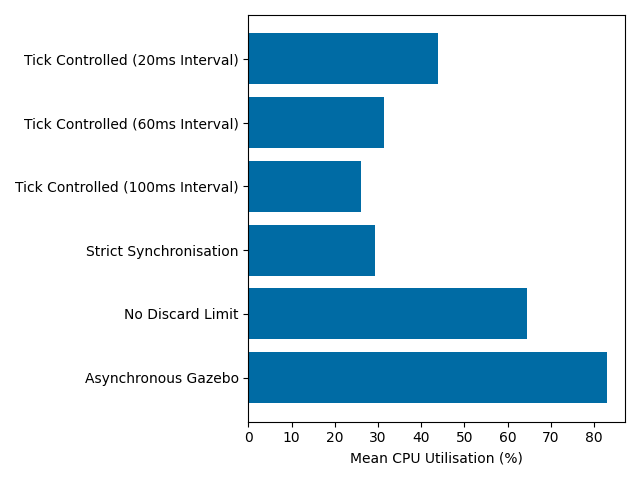 Tick Controlled (20ms Interval)
Tick Controlled (60ms Interval)
Tick Controlled (100ms Interval)
Strict Synchronisation
No Discard Limit
Asynchronous Gazebo
0 10 20 30 40 50 60 70 80
Mean CPU Utilisation (%)